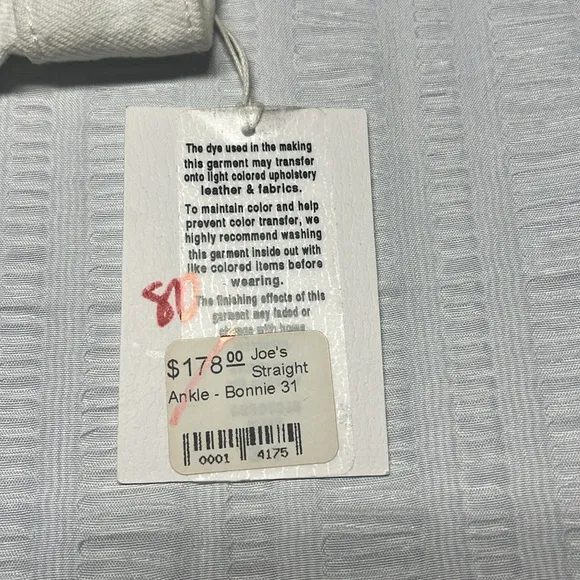 The dye used in the making
this garment may transfer
onto light colored upholstery
leather & fabrics.
To maintain color and help
prevent color transfer, we
highly recommend washing
this garment inside out with
like colored items before
wearing.
80
The finishing effects of this
garment may faded or
change with home
$178.00 Joe's
Straight
Ankle - Bonnie 31
0001 4175